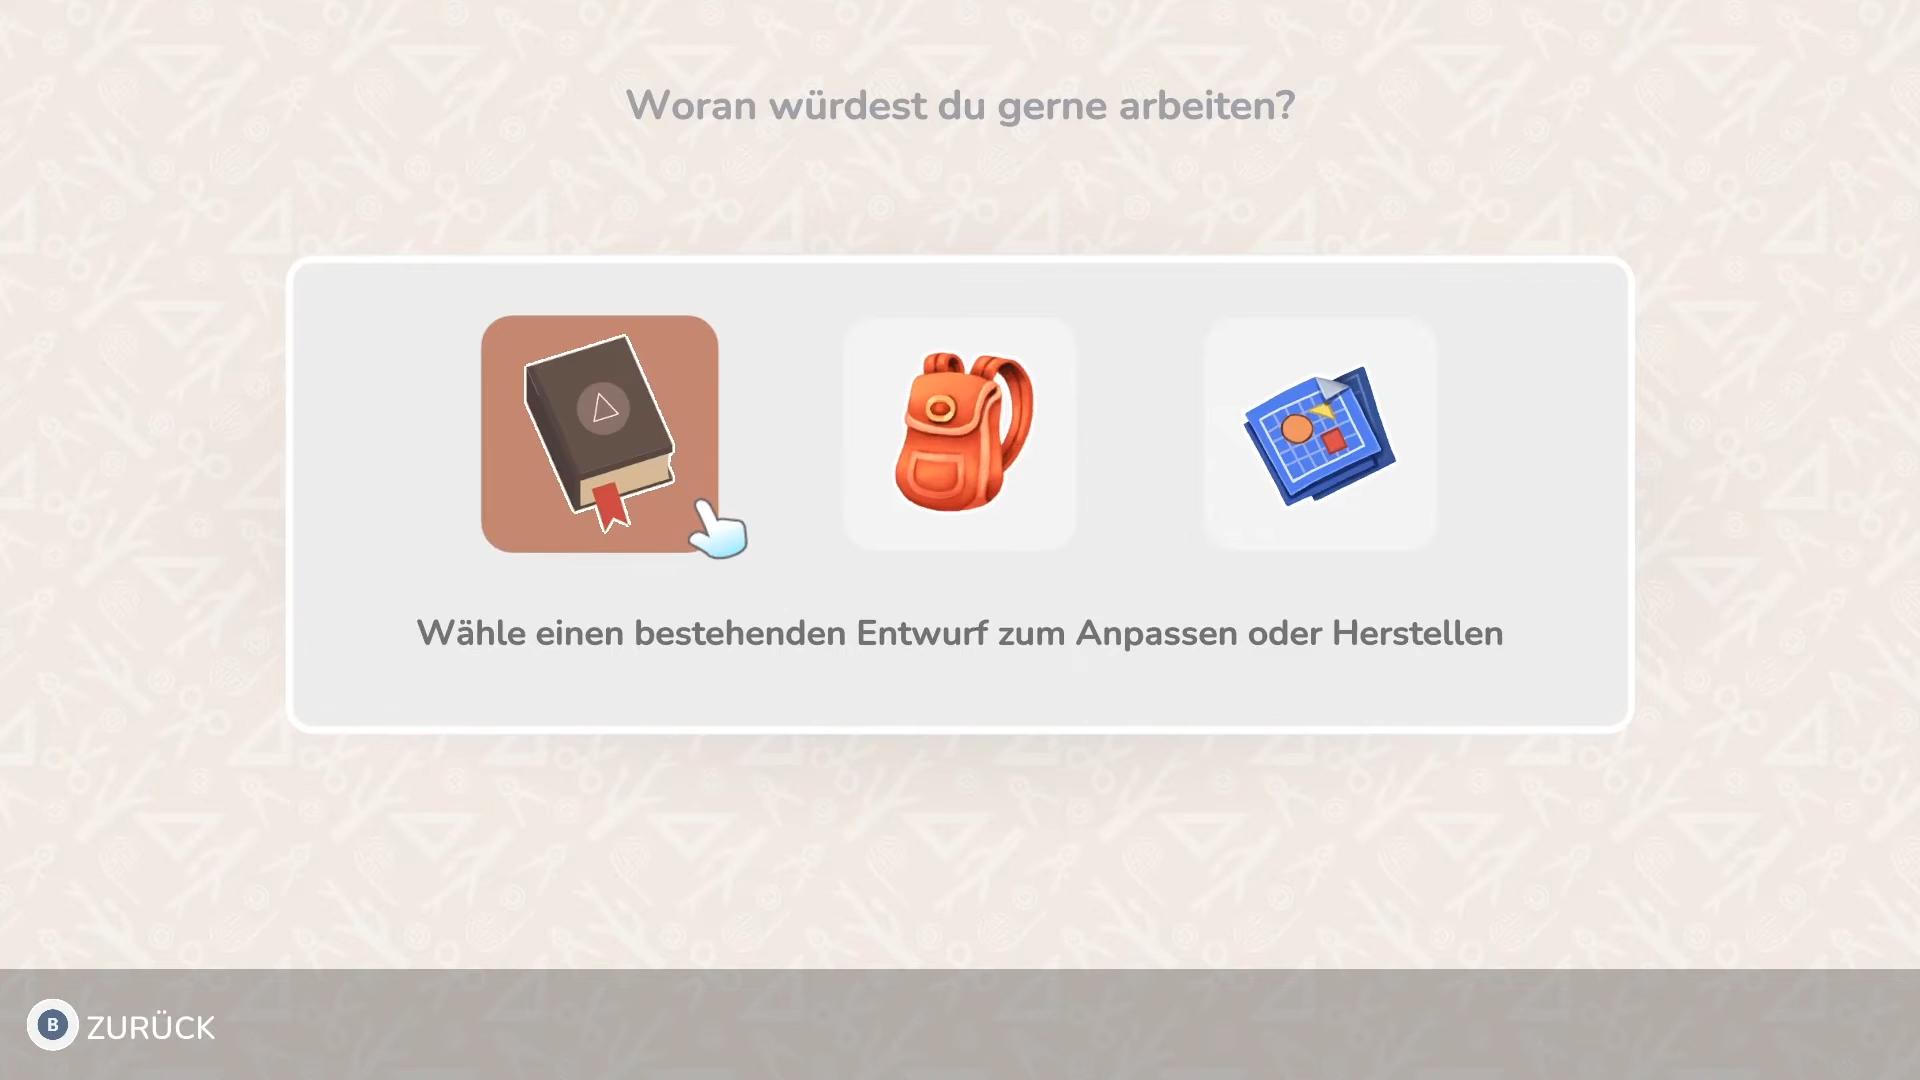 Woran würdest du gerne arbeiten?
Wähle einen bestehenden Entwurf zum Anpassen oder Herstellen
B ZURÜCK